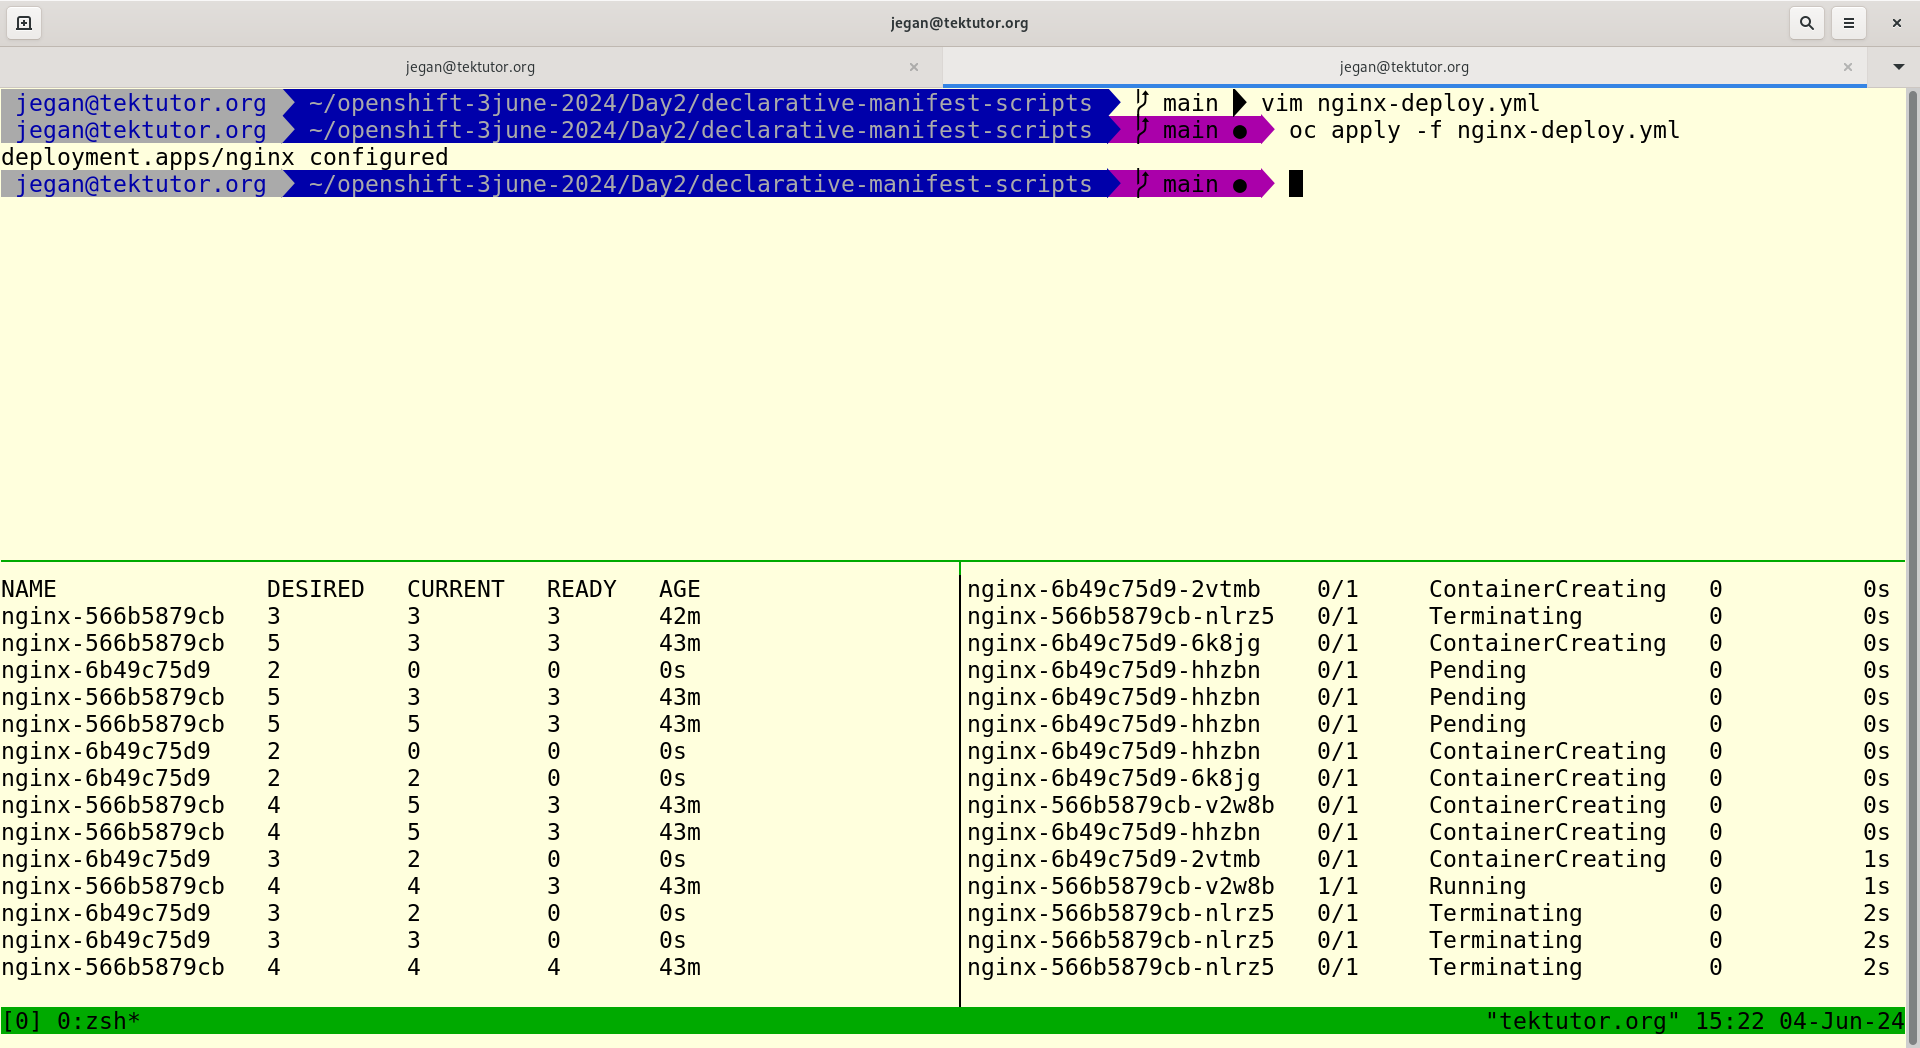 jegan@tektutor.org
jegan@tektutor.org
jegan@tektutor.org
jegan@tektutor.org ~/openshift-3june-2024/Day2/declarative-manifest-scripts main vim nginx-deploy.yml
jegan@tektutor.org ~/openshift-3june-2024/Day2/declarative-manifest-scripts main ● oc apply -f nginx-deploy.yml
deployment.apps/nginx configured
jegan@tektutor.org ~/openshift-3june-2024/Day2/declarative-manifest-scripts main ●
NAME DESIRED CURRENT READY AGE
nginx-566b5879cb 3 3 3 42m
nginx-566b5879cb 5 3 3 43m
nginx-6b49c75d9 2 0 0 0s
nginx-566b5879cb 5 3 3 43m
nginx-566b5879cb 5 5 3 43m
nginx-6b49c75d9 2 0 0 0s
nginx-6b49c75d9 2 2 0 0s
nginx-566b5879cb 4 5 3 43m
nginx-566b5879cb 4 5 3 43m
nginx-6b49c75d9 3 2 0 0s
nginx-566b5879cb 4 4 3 43m
nginx-6b49c75d9 3 2 0 0s
nginx-6b49c75d9 3 3 0 0s
nginx-566b5879cb 4 4 4 43m
nginx-6b49c75d9-2vtmb 0/1 ContainerCreating 0 0s
nginx-566b5879cb-nlrz5 0/1 Terminating 0 0s
nginx-6b49c75d9-6k8jg 0/1 ContainerCreating 0 0s
nginx-6b49c75d9-hhzbn 0/1 Pending 0 0s
nginx-6b49c75d9-hhzbn 0/1 Pending 0 0s
nginx-6b49c75d9-hhzbn 0/1 Pending 0 0s
nginx-6b49c75d9-hhzbn 0/1 ContainerCreating 0 0s
nginx-6b49c75d9-6k8jg 0/1 ContainerCreating 0 0s
nginx-566b5879cb-v2w8b 0/1 ContainerCreating 0 0s
nginx-6b49c75d9-hhzbn 0/1 ContainerCreating 0 0s
nginx-6b49c75d9-2vtmb 0/1 ContainerCreating 0 1s
nginx-566b5879cb-v2w8b 1/1 Running 0 1s
nginx-566b5879cb-nlrz5 0/1 Terminating 0 2s
nginx-566b5879cb-nlrz5 0/1 Terminating 0 2s
nginx-566b5879cb-nlrz5 0/1 Terminating 0 2s
[0] 0:zsh* "tektutor.org" 15:22 04-Jun-24